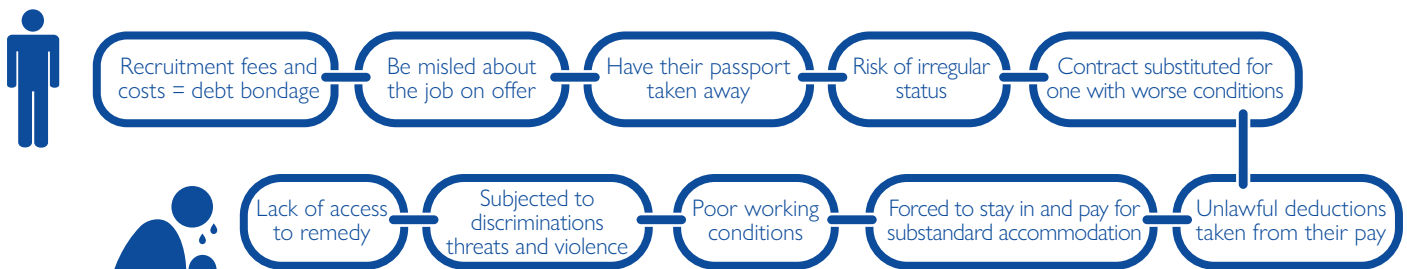 Recruitment fees and
costs = debt bondage
Be misled about
the job on offer
Have their passport
taken away
Risk of irregular
status
Contract substituted for
one with worse conditions
Unlawful deductions
taken from their pay
Forced to stay in and pay for
substandard accommodation
Poor working
conditions
Subjected to
discriminations
threats and violence
Lack of access
to remedy